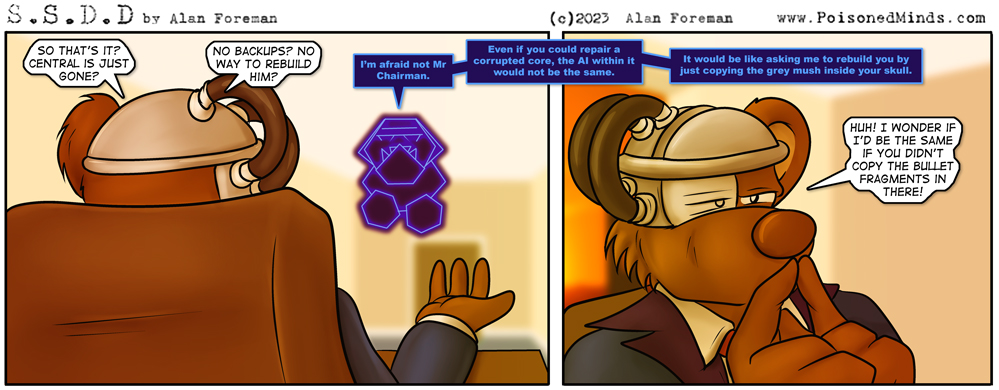 S.S.D.D by Alan Foreman
(c)2023 Alan Foreman
www.PoisonedMinds.com
SO THAT'S IT?
CENTRAL IS JUST
GONE?
NO BACKUPS? NO
WAY TO REBUILD
HIM?
I'm afraid not Mr
Chairman.
Even if you could repair a
corrupted core, the AI within it
would not be the same.
It would be like asking me to rebuild you by
just copying the grey mush inside your skull.
HUH! I WONDER IF
I'D BE THE SAME
IF YOU DIDN'T
COPY THE BULLET
FRAGMENTS IN
THERE!